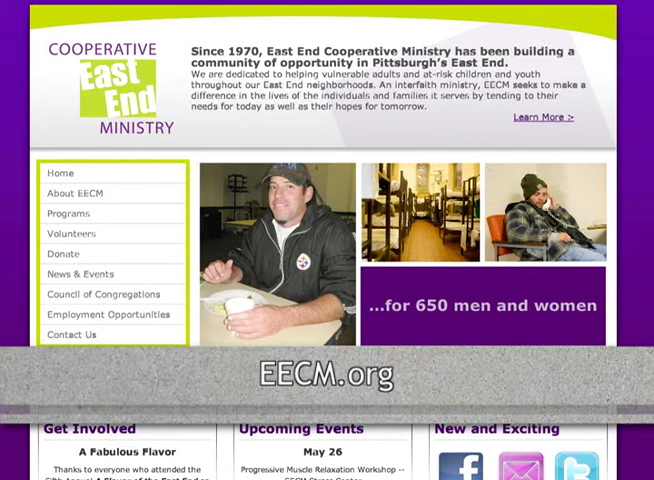 COOPERATIVE
East
End
MINISTRY
Since 1970, East End Cooperative Ministry has been building a
community of opportunity in Pittsburgh's East End.
We are dedicated to helping vulnerable adults and at-risk children and youth
throughout our East End neighborhoods. An interfaith ministry, EECM seeks to make a
difference in the lives of the individuals and families it serves by tending to their
needs for today as well as their hopes for tomorrow.
Learn More >
Home
About EECM
Programs
Volunteers
Donate
News & Events
Council of Congregations
Employment Opportunities
Contact Us
...for 650 men and women
EECM.org
Get Involved
A Fabulous Flavor
Thanks to everyone who attended the
Upcoming Events
May 26
Progressive Muscle Relaxation Workshop --
New and Exciting